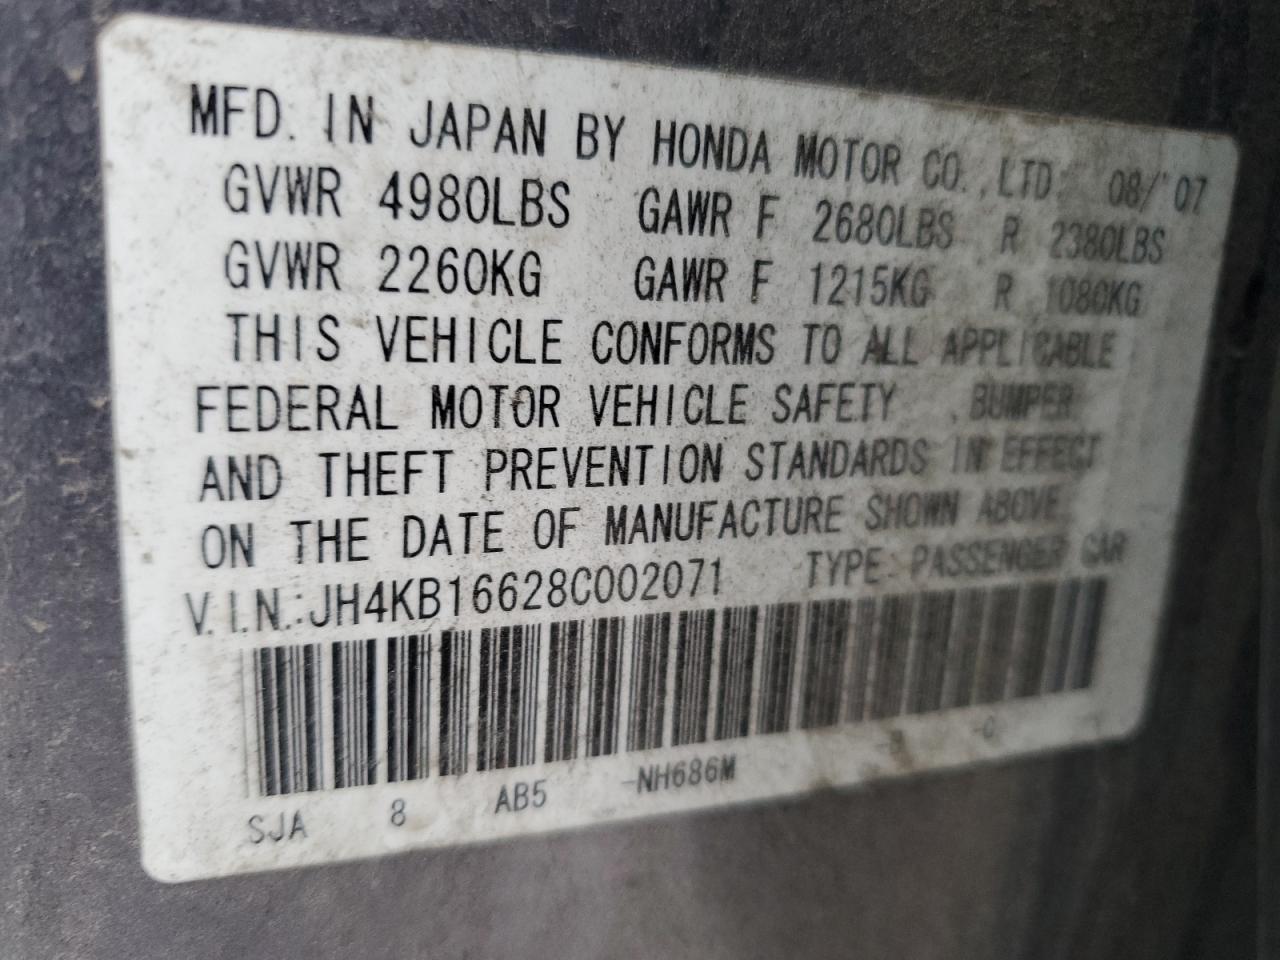 MFD. IN JAPAN BY HONDA MOTOR CO.,LTD. 08/'07
GVWR 4980LBS GAWR F 2680LBS R 2380LBS
GVWR 2260KG GAWR F 1215KG R 1080KG
THIS VEHICLE CONFORMS TO ALL APPLICABLE
FEDERAL MOTOR VEHICLE SAFETY ,BUMPER
AND THEFT PREVENTION STANDARDS IN EFFECT
ON THE DATE OF MANUFACTURE SHOWN ABOVE.
V.I.N.:JH4KB16628C002071 TYPE: PASSENGER CAR
SJA 8 AB5 -NH686M